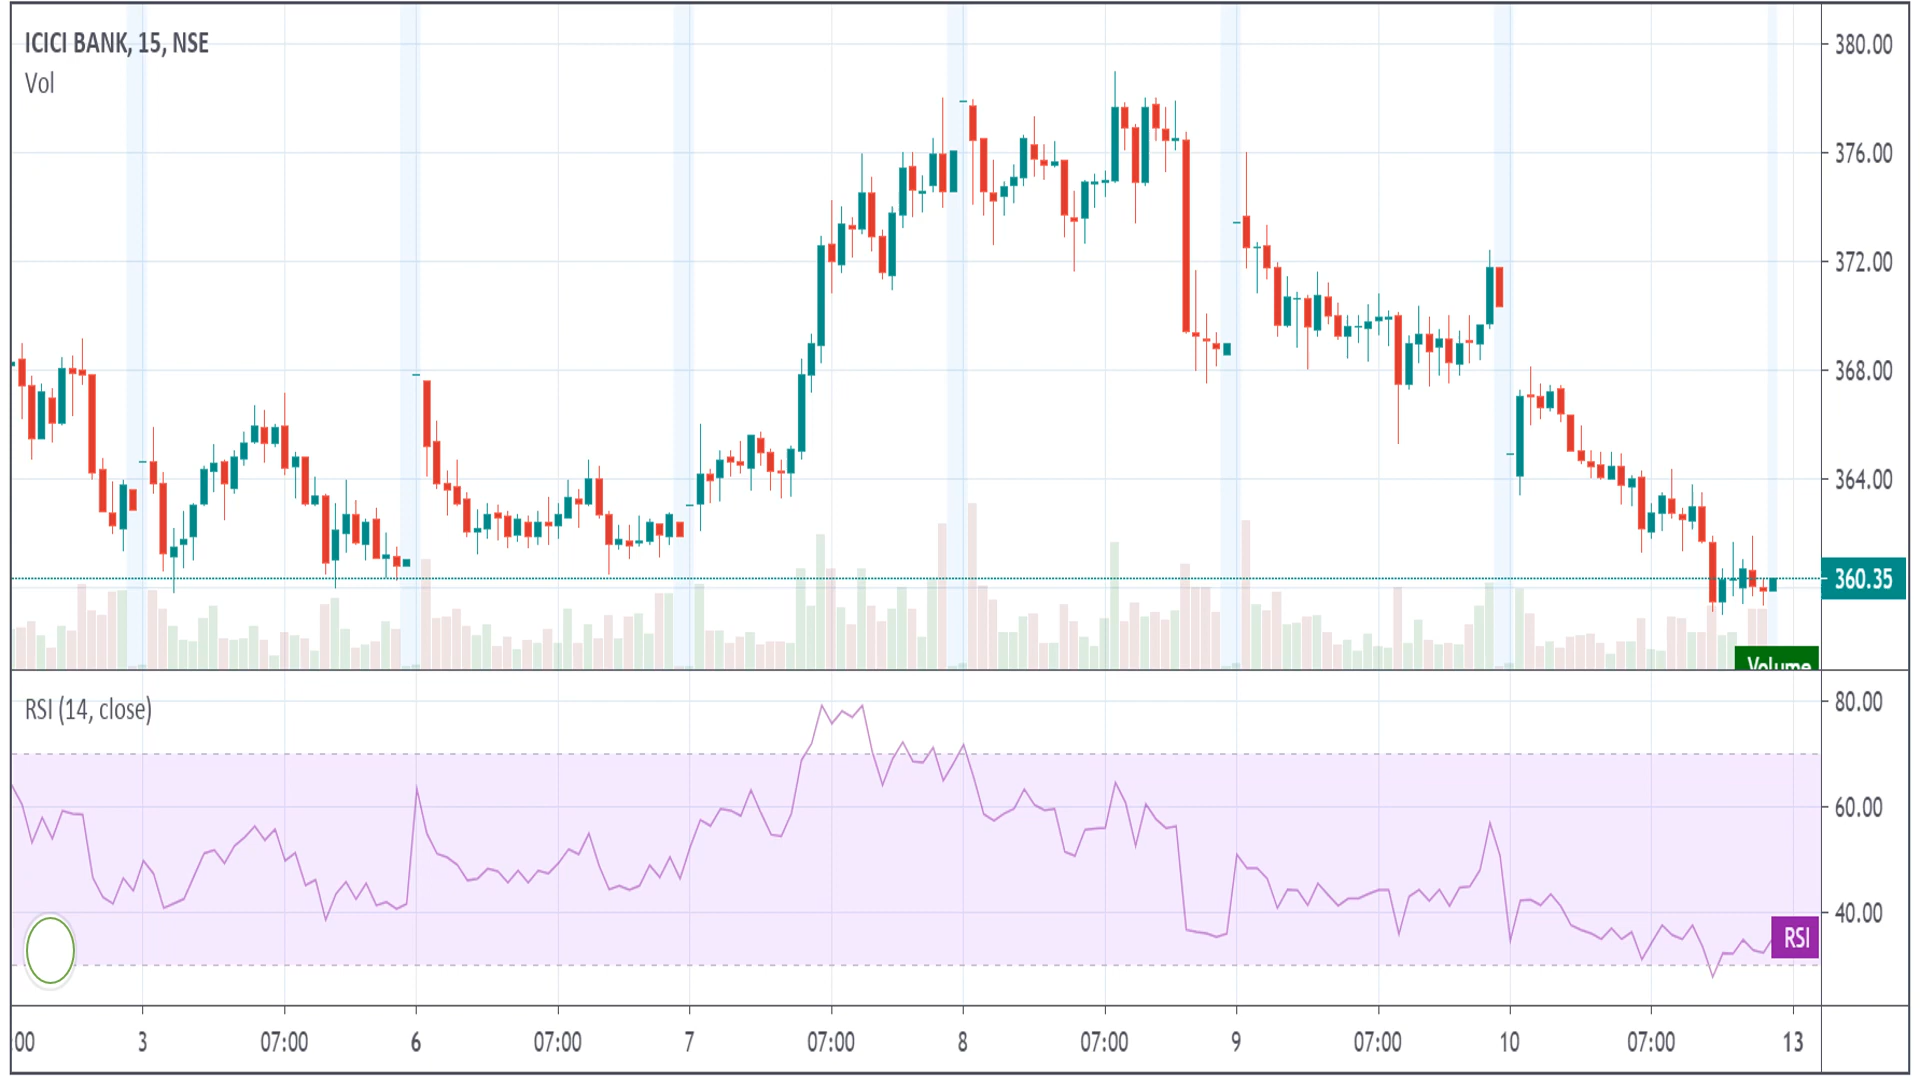 ICICI BANK, 15, NSE
Vol
380.00
376.00
372.00
368.00
364.00
360.35
Volume
RSI (14, close)
80.00
60.00
40.00
RSI
:00 3 07:00 6 07:00 7 07:00 8 07:00 9 07:00 10 07:00 13